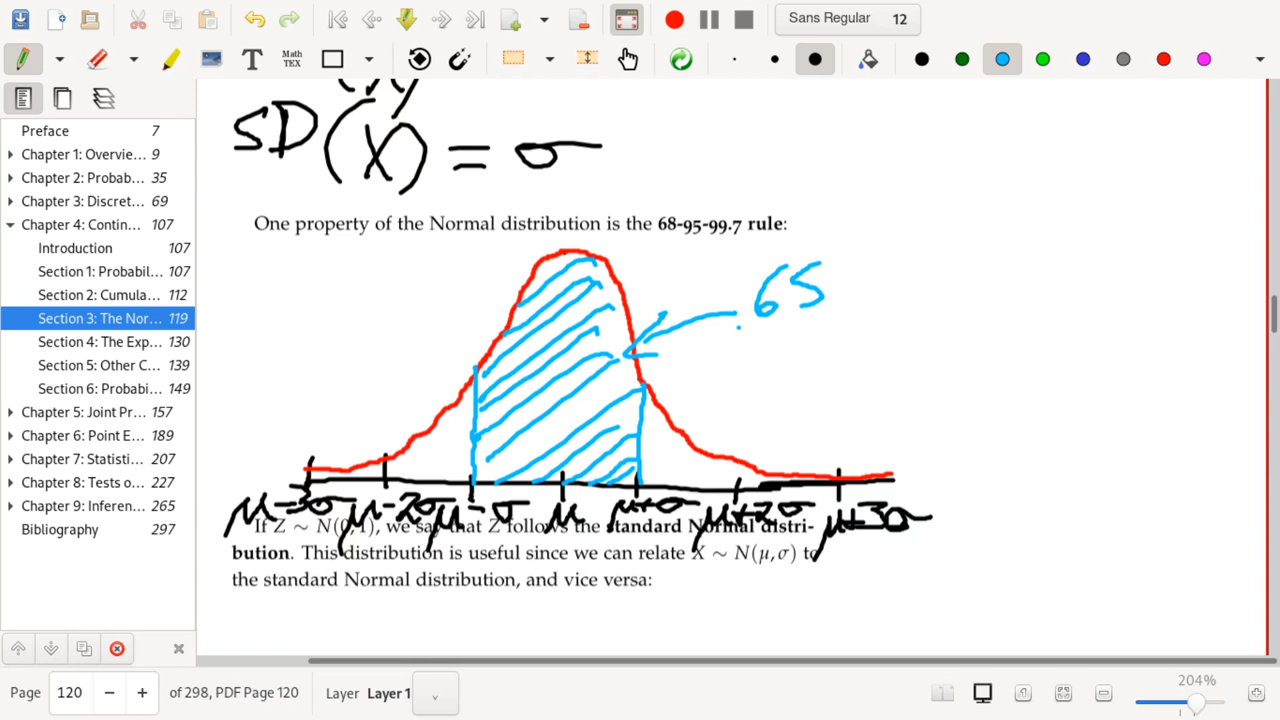 Sans Regular 12
Math
TEX
Preface 7
Chapter 1: Overvie... 9
Chapter 2: Probab... 35
Chapter 3: Discret... 69
Chapter 4: Contin... 107
Introduction 107
Section 1: Probabil... 107
Section 2: Cumula... 112
Section 3: The Nor... 119
Section 4: The Exp... 130
Section 5: Other C... 139
Section 6: Probabi... 149
Chapter 5: Joint Pr... 157
Chapter 6: Point E... 189
Chapter 7: Statisti... 207
Chapter 8: Tests o... 227
Chapter 9: Inferen... 265
Bibliography 297
SD(X) = σ
One property of the Normal distribution is the 68-95-99.7 rule:
.65
μ-3σ μ-2σ μ-σ μ μ+σ μ+2σ μ+3σ
If Z ~ N(0,1), we say that Z follows the standard Normal distri-
bution. This distribution is useful since we can relate X ~ N(μ,σ) to
the standard Normal distribution, and vice versa:
Page 120 of 298, PDF Page 120 Layer Layer 1 204%